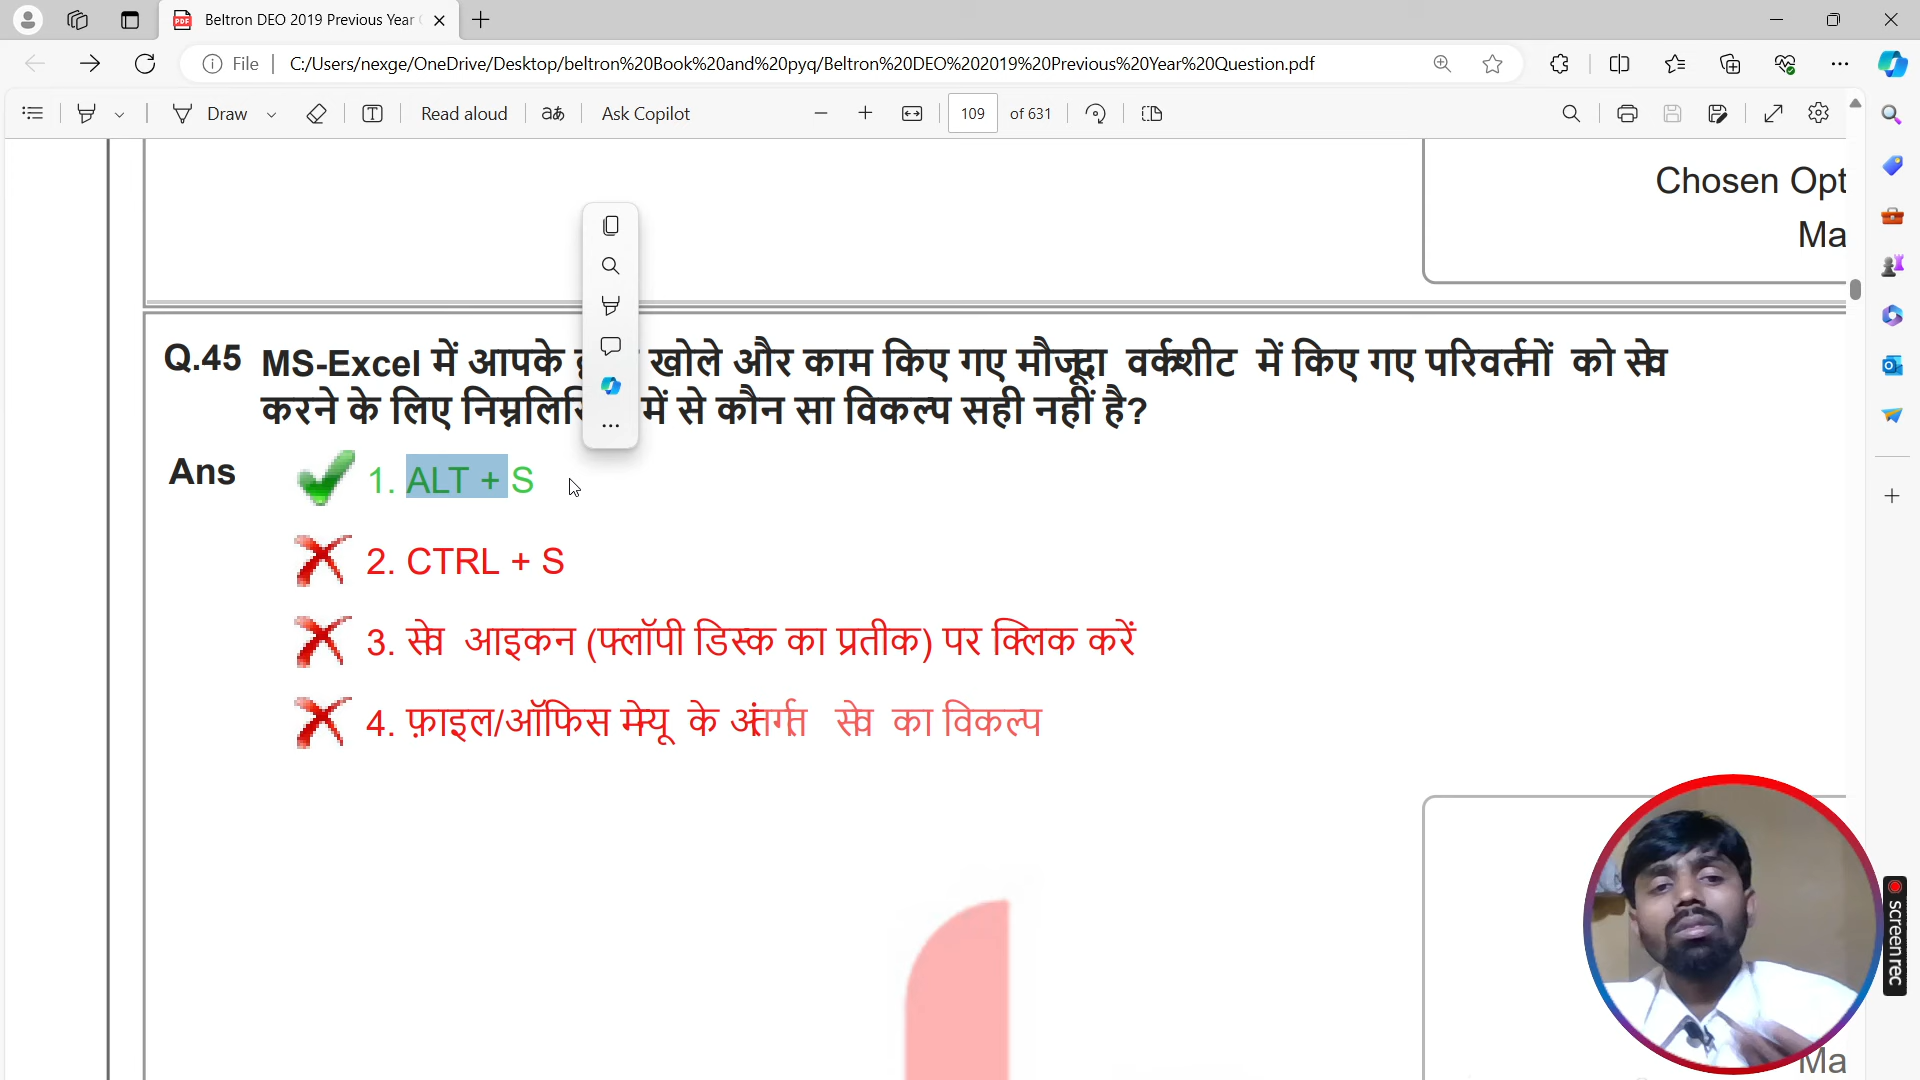 Beltron DEO 2019 Previous Year
File
C:/Users/nexge/OneDrive/Desktop/beltron%20Book%20and%20pyq/Beltron%20DEO%202019%20Previous%20Year%20Question.pdf
Draw
Read aloud
aあ
Ask Copilot
109 of 631
Chosen Opt
Ma
Q.45 MS-Excel में आपके खोले और काम किए गए मौजूदा वर्कशीट में किए गए परिवर्तनों को सेव
करने के लिए में से कौन सा विकल्प सही नहीं है?
Ans 1. ALT + S
2. CTRL + S
3. सेव आइकन (फ्लॉपी डिस्क का प्रतीक) पर क्लिक करें
4. फ़ाइल/ऑफिस मेन्यू के अंतर्गत सेव का विकल्प
screenrec
Ma